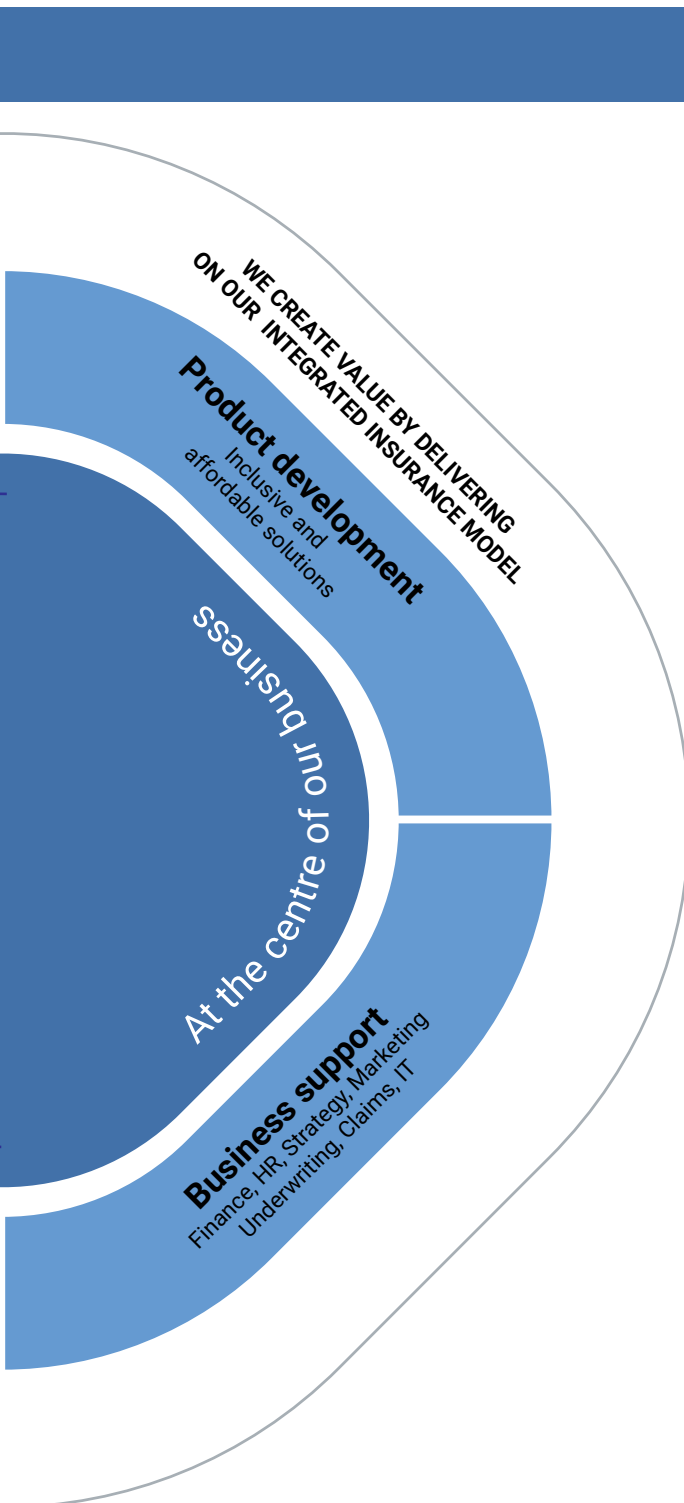 WE CREATE VALUE BY DELIVERING
ON OUR INTEGRATED INSURANCE MODEL
Product development
Inclusive and
affordable solutions
At the centre of our business
Business support
Finance, HR, Strategy, Marketing
Underwriting, Claims, IT